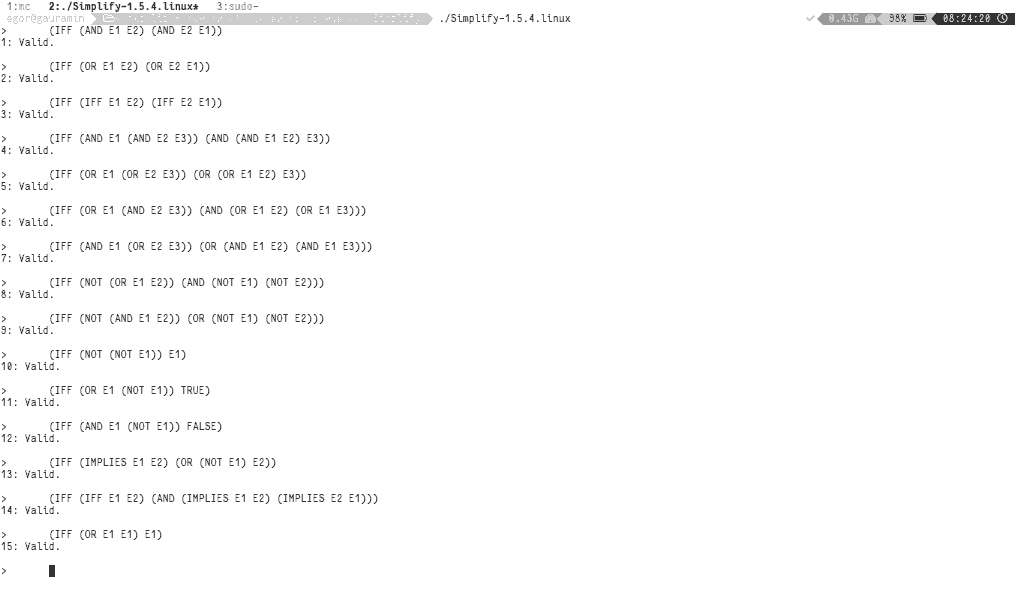 1:mc 2:./Simplify-1.5.4.linux* 3:sudo-
egor@gauramin ./Simplify-1.5.4.linux 0.43G 98% 08:24:20
> (IFF (AND E1 E2) (AND E2 E1))
1: Valid.
> (IFF (OR E1 E2) (OR E2 E1))
2: Valid.
> (IFF (IFF E1 E2) (IFF E2 E1))
3: Valid.
> (IFF (AND E1 (AND E2 E3)) (AND (AND E1 E2) E3))
4: Valid.
> (IFF (OR E1 (OR E2 E3)) (OR (OR E1 E2) E3))
5: Valid.
> (IFF (OR E1 (AND E2 E3)) (AND (OR E1 E2) (OR E1 E3)))
6: Valid.
> (IFF (AND E1 (OR E2 E3)) (OR (AND E1 E2) (AND E1 E3)))
7: Valid.
> (IFF (NOT (OR E1 E2)) (AND (NOT E1) (NOT E2)))
8: Valid.
> (IFF (NOT (AND E1 E2)) (OR (NOT E1) (NOT E2)))
9: Valid.
> (IFF (NOT (NOT E1)) E1)
10: Valid.
> (IFF (OR E1 (NOT E1)) TRUE)
11: Valid.
> (IFF (AND E1 (NOT E1)) FALSE)
12: Valid.
> (IFF (IMPLIES E1 E2) (OR (NOT E1) E2))
13: Valid.
> (IFF (IFF E1 E2) (AND (IMPLIES E1 E2) (IMPLIES E2 E1)))
14: Valid.
> (IFF (OR E1 E1) E1)
15: Valid.
>